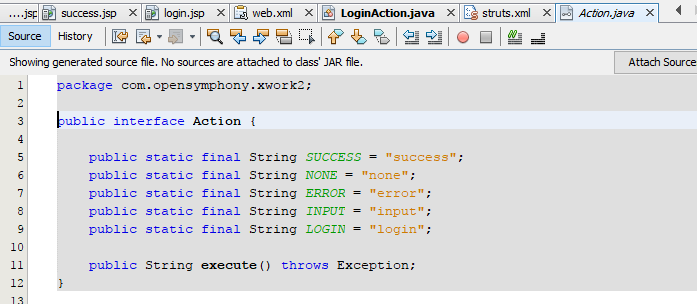 ....jsp success.jsp login.jsp web.xml LoginAction.java struts.xml Action.java
Source History
Showing generated source file. No sources are attached to class' JAR file. Attach Source
1 package com.opensymphony.xwork2;
2
3 public interface Action {
4
5 public static final String SUCCESS = "success";
6 public static final String NONE = "none";
7 public static final String ERROR = "error";
8 public static final String INPUT = "input";
9 public static final String LOGIN = "login";
10
11 public String execute() throws Exception;
12 }
13